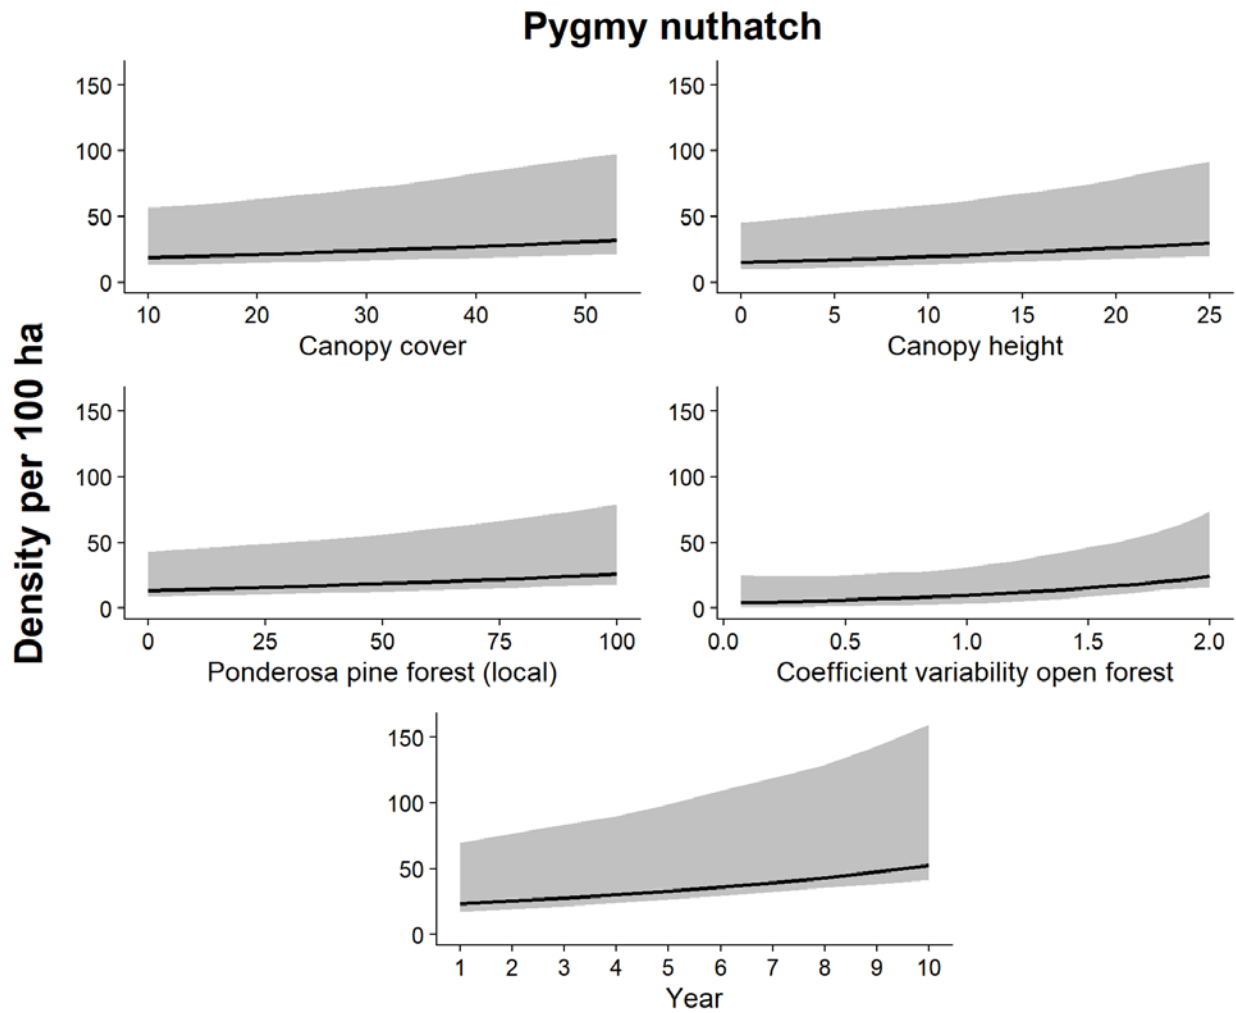 Pygmy nuthatch
Density per 100 ha
150
100
50
0
10 20 30 40 50
Canopy cover
150
100
50
0
0 5 10 15 20 25
Canopy height
150
100
50
0
0 25 50 75 100
Ponderosa pine forest (local)
150
100
50
0
0.0 0.5 1.0 1.5 2.0
Coefficient variability open forest
150
100
50
0
1 2 3 4 5 6 7 8 9 10
Year